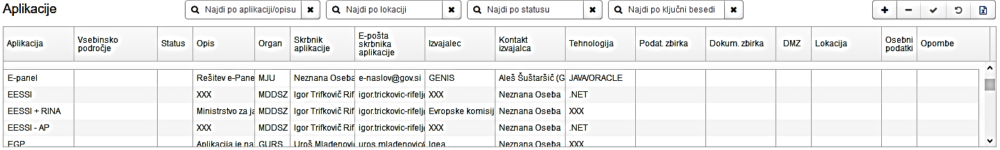 Aplikacije Najdi po aplikaciji/opisu Najdi po lokaciji Najdi po statusu Najdi po ključni besedi
Aplikacija Vsebinsko področje Status Opis Organ Skrbnik aplikacije E-pošta skrbnika aplikacije Izvajalec Kontakt izvajalca Tehnologija Podat. zbirka Dokum. zbirka DMZ Lokacija Osebni podatki Opombe
E-panel Rešitev e-Pane MJU Neznana Oseba e-naslov@gov.si GENIS Aleš Šuštaršič (G JAVA/ORACLE
EESSI XXX MDDSZ Igor Trifkovič Rif igor.trickovic-rifelj@ XXX Neznana Oseba .NET
EESSI + RINA Ministrstvo za ja MDDSZ Igor Trifkovič Rif igor.trickovic-rifelj@ Evropske komisij Neznana Oseba XXX
EESSI - AP XXX MDDSZ Igor Trifkovič Rif igor.trickovic-rifelj@ XXX Neznana Oseba .NET
EGP Aplikacija je na GURS Uroš Mladenovič uros.mladenovic@ Igea Neznana Oseba XXX